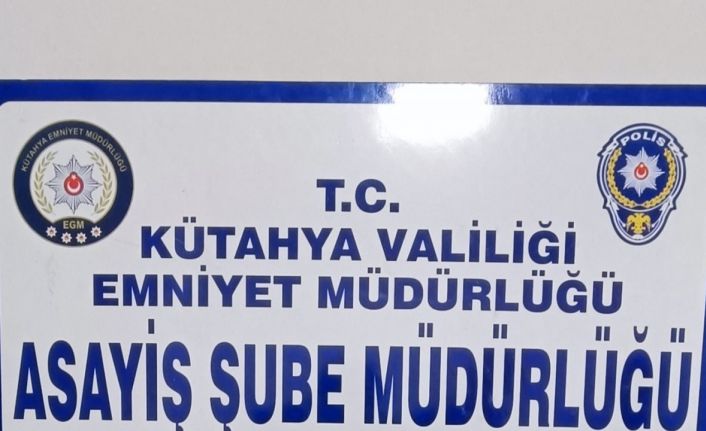 KÜTAHYA EMNİYET MÜDÜRLÜĞÜ
EGM
POLİS
T.C.
KÜTAHYA VALİLİĞİ
EMNİYET MÜDÜRLÜĞÜ
ASAYİŞ ŞUBE MÜDÜRLÜĞÜ